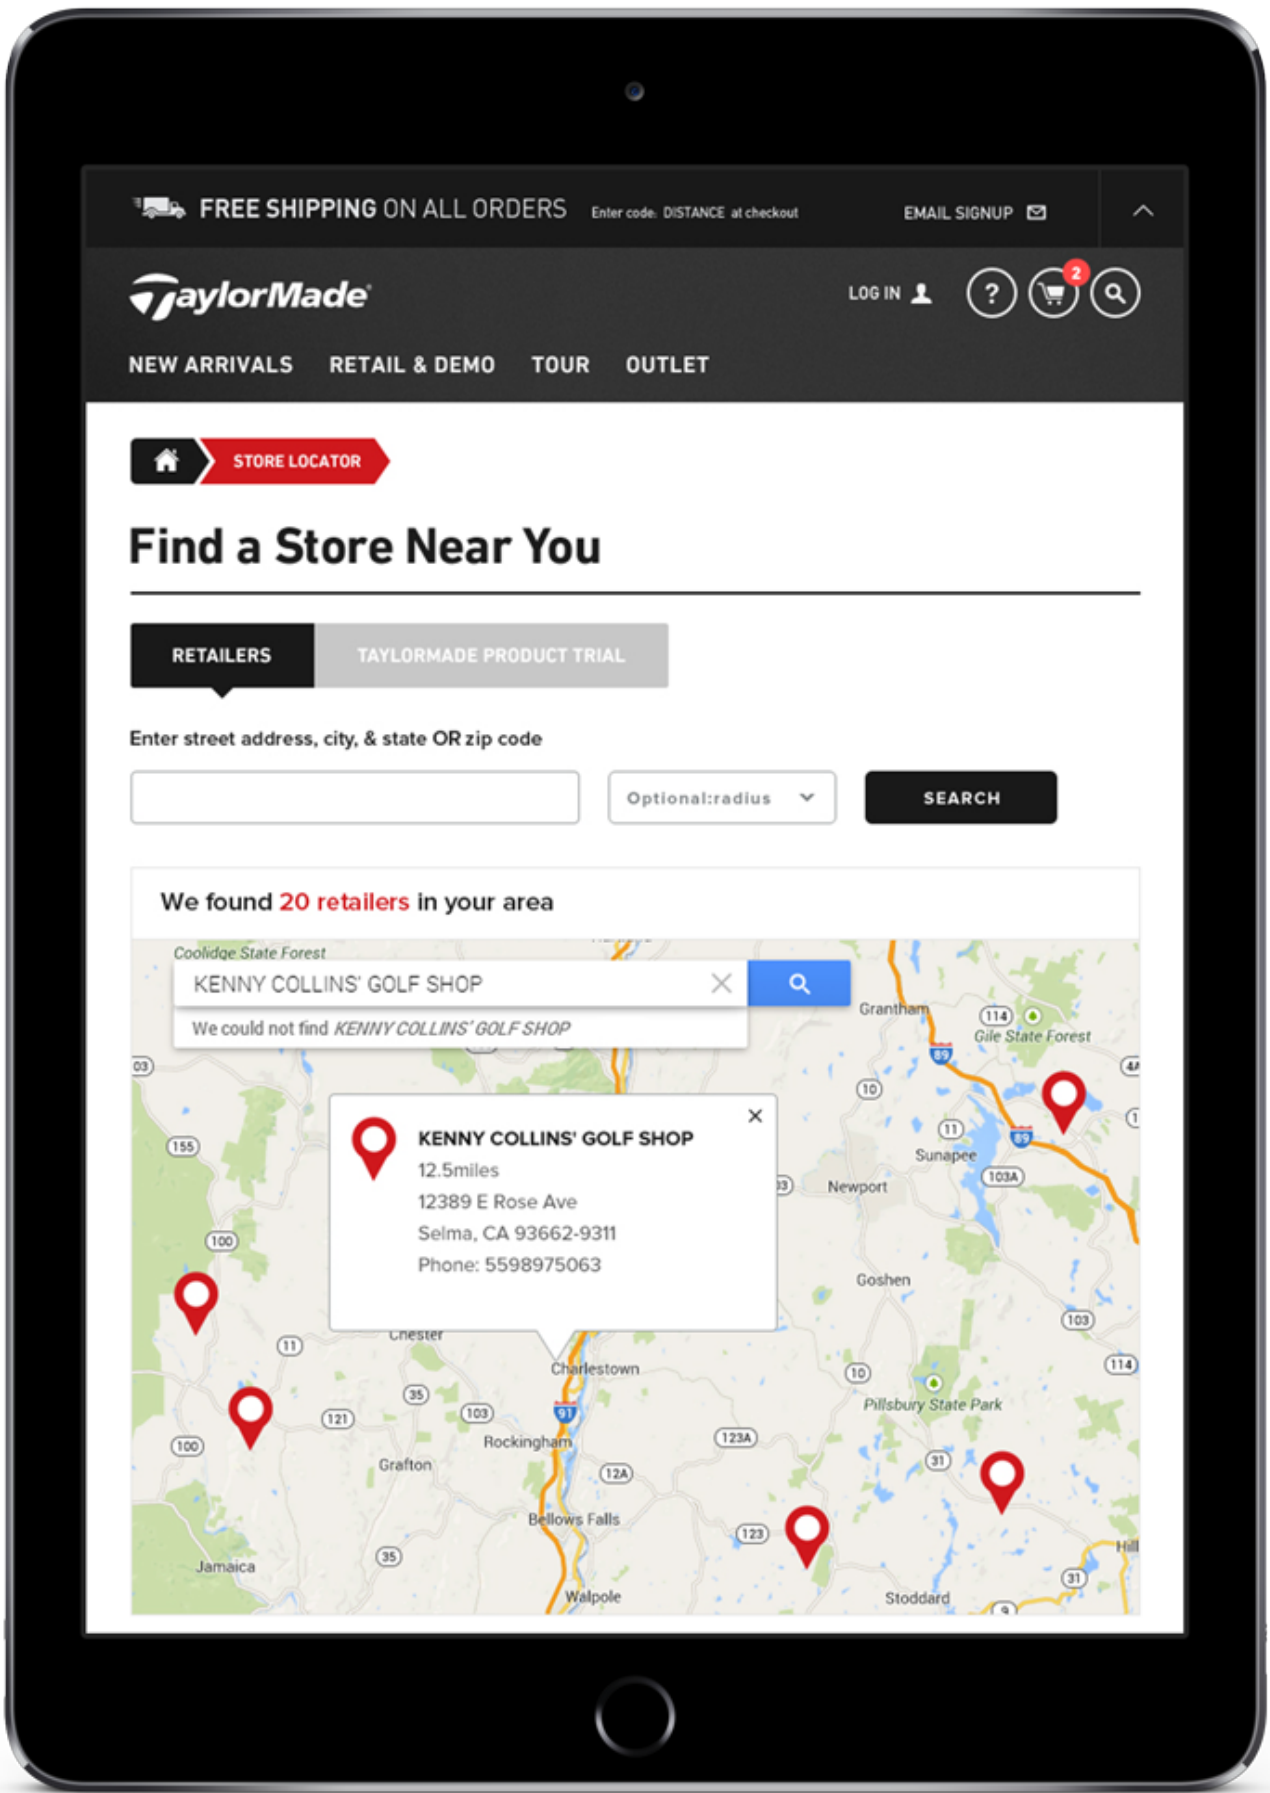 FREE SHIPPING ON ALL ORDERS Enter code: DISTANCE at checkout EMAIL SIGNUP
TaylorMade
LOG IN ? 2
NEW ARRIVALS RETAIL & DEMO TOUR OUTLET
STORE LOCATOR
Find a Store Near You
RETAILERS TAYLORMADE PRODUCT TRIAL
Enter street address, city, & state OR zip code
Optional:radius SEARCH
We found 20 retailers in your area
Coolidge State Forest
KENNY COLLINS' GOLF SHOP
We could not find KENNY COLLINS' GOLF SHOP
Grantham
114
Gile State Forest
89
03
10
11
89
155
Sunapee
103A
KENNY COLLINS' GOLF SHOP
12.5miles
12389 E Rose Ave
Selma, CA 93662-9311
Phone: 5598975063
Newport
100
Goshen
103
11
Chester
Charlestown
114
10
35
Pillsbury State Park
121
103
91
100
Rockingham
123A
Grafton
12A
31
Bellows Falls
123
Jamaica
35
Hill
31
Walpole
Stoddard
9